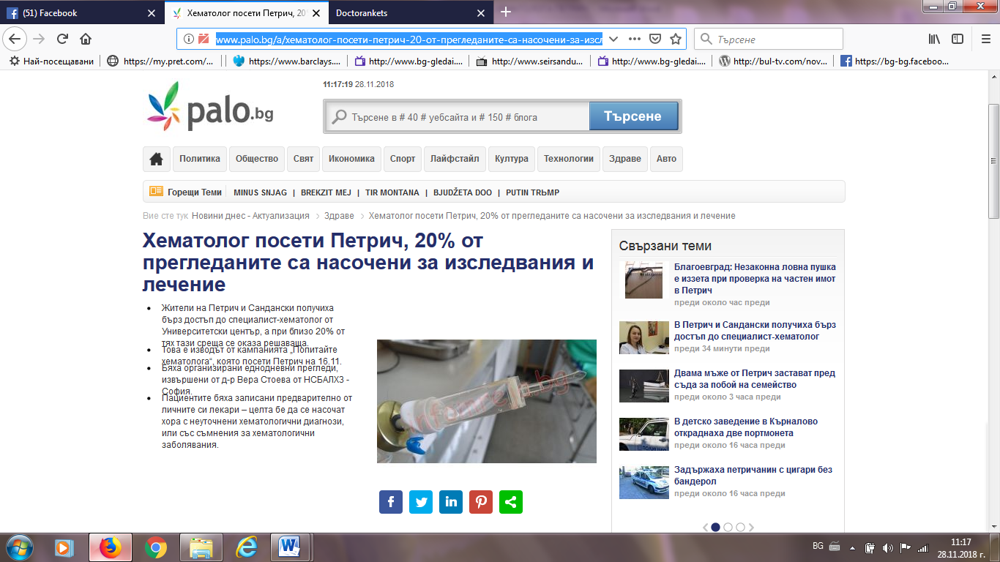 (51) Facebook
Хематолог посети Петрич, 20
Doctorankets
www.palo.bg/a/хематолог-посети-петрич-20-от-прегледаните-са-насочени-за-изсл
Търсене
Най-посещавани
https://my.pret.com/...
https://www.barclays....
http://www.bg-gledai....
http://www.seirsandu...
http://www.bg-gledai....
http://bul-tv.com/nov...
https://bg-bg.faceboo...
palo.bg
11:17:19 28.11.2018
Търсене в # 40 # уебсайта и # 150 # блога
Търсене
Политика
Общество
Свят
Икономика
Спорт
Лайфстайл
Култура
Технологии
Здраве
Авто
Горещи Теми
MINUS SNJAG | BREKZIT MEJ | TIR MONTANA | BJUDŽETA DOO | PUTIN TRЬMP
Вие сте тук Новини днес - Актуализация > Здраве > Хематолог посети Петрич, 20% от прегледаните са насочени за изследвания и лечение
Хематолог посети Петрич, 20% от
прегледаните са насочени за изследвания и
лечение
Жители на Петрич и Сандански получиха
бърз достъп до специалист-хематолог от
Университетски център, а при близо 20% от
тях тази среща се оказа решаваща.
Това е изводът от кампанията „Попитайте
хематолога“, която посети Петрич на 16.11.
Бяха организирани еднодневни прегледи,
извършени от д-р Вера Стоева от НСБАЛХЗ -
София.
Пациентите бяха записани предварително от
личните си лекари – целта бе да се насочат
хора с неуточнени хематологични диагнози,
или със съмнения за хематологични
заболявания.
Свързани теми
Благоевград: Незаконна ловна пушка
е иззета при проверка на частен имот
в Петрич
преди около час преди
В Петрич и Сандански получиха бърз
достъп до специалист-хематолог
преди 34 минути преди
Двама мъже от Петрич застават пред
съда за побой на семейство
преди около 3 часа преди
В детско заведение в Кърналово
откраднаха две портмонета
преди около 16 часа преди
Задържаха петричанин с цигари без
бандерол
преди около 16 часа преди
BG
11:17
28.11.2018 г.